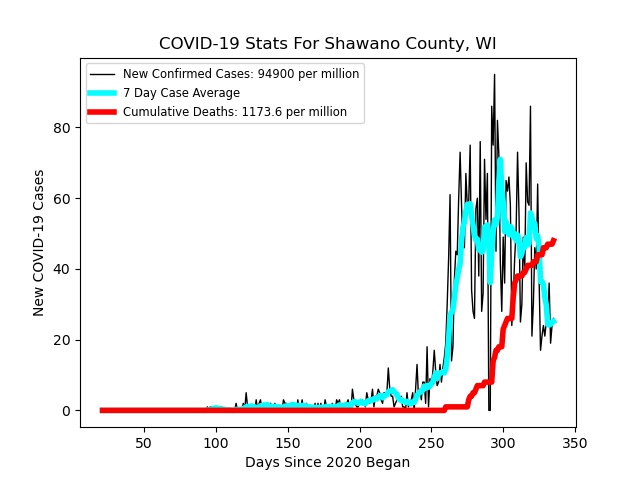 COVID-19 Stats For Shawano County, WI
New Confirmed Cases: 94900 per million
7 Day Case Average
Cumulative Deaths: 1173.6 per million
New COVID-19 Cases
80
60
40
20
0
50 100 150 200 250 300 350
Days Since 2020 Began